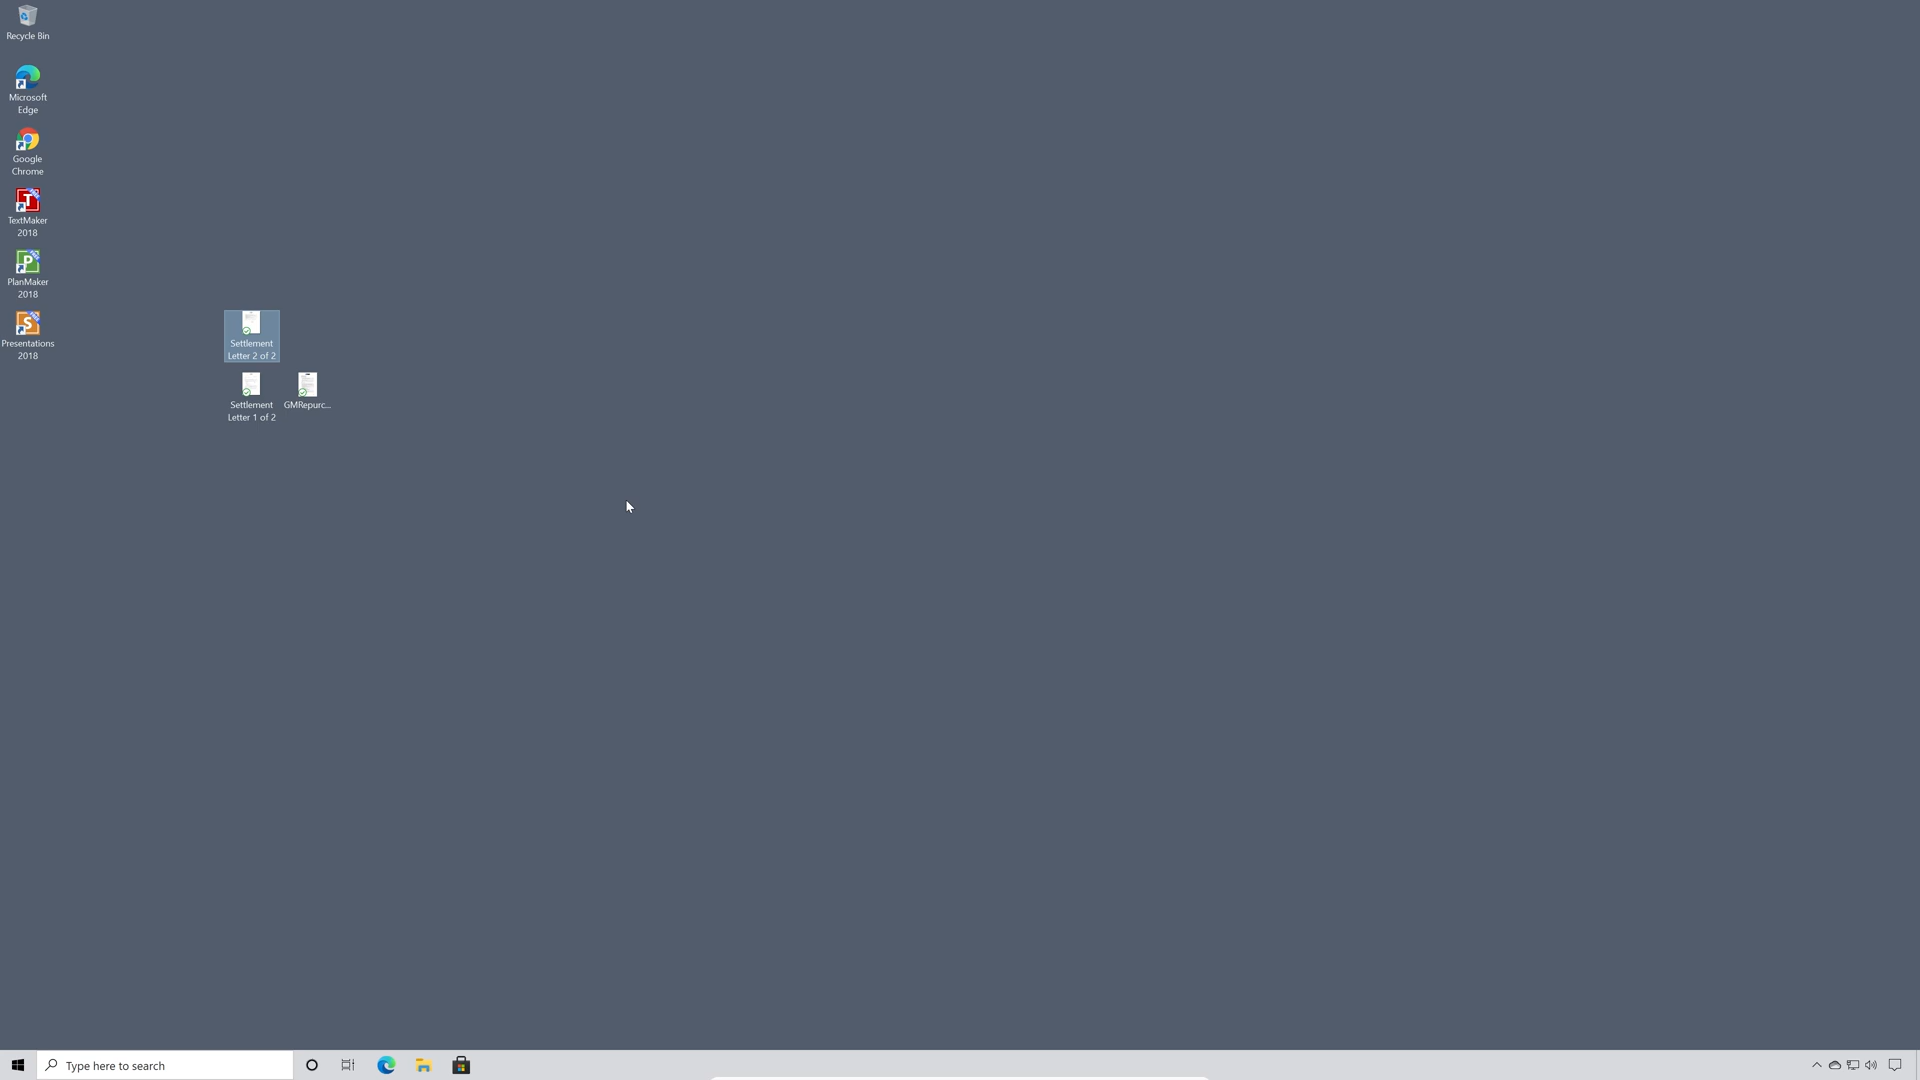 Recycle Bin
Microsoft
Edge
Google
Chrome
TextMaker
2018
PlanMaker
2018
Presentations
2018
Settlement
Letter 2 of 2
Settlement
Letter 1 of 2
GMRepurc...
Type here to search